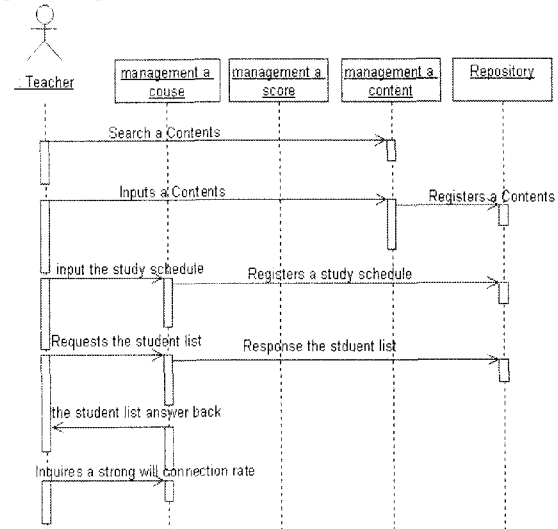 : Teacher
management a
couse
management a
score
management a
content
Repository
Search a Contents
Inputs a Contents
Registers a Contents
input the study schedule
Registers a study schedule
Requests the student list
Response the stduent list
the student list answer back
Inquires a strong will connection rate